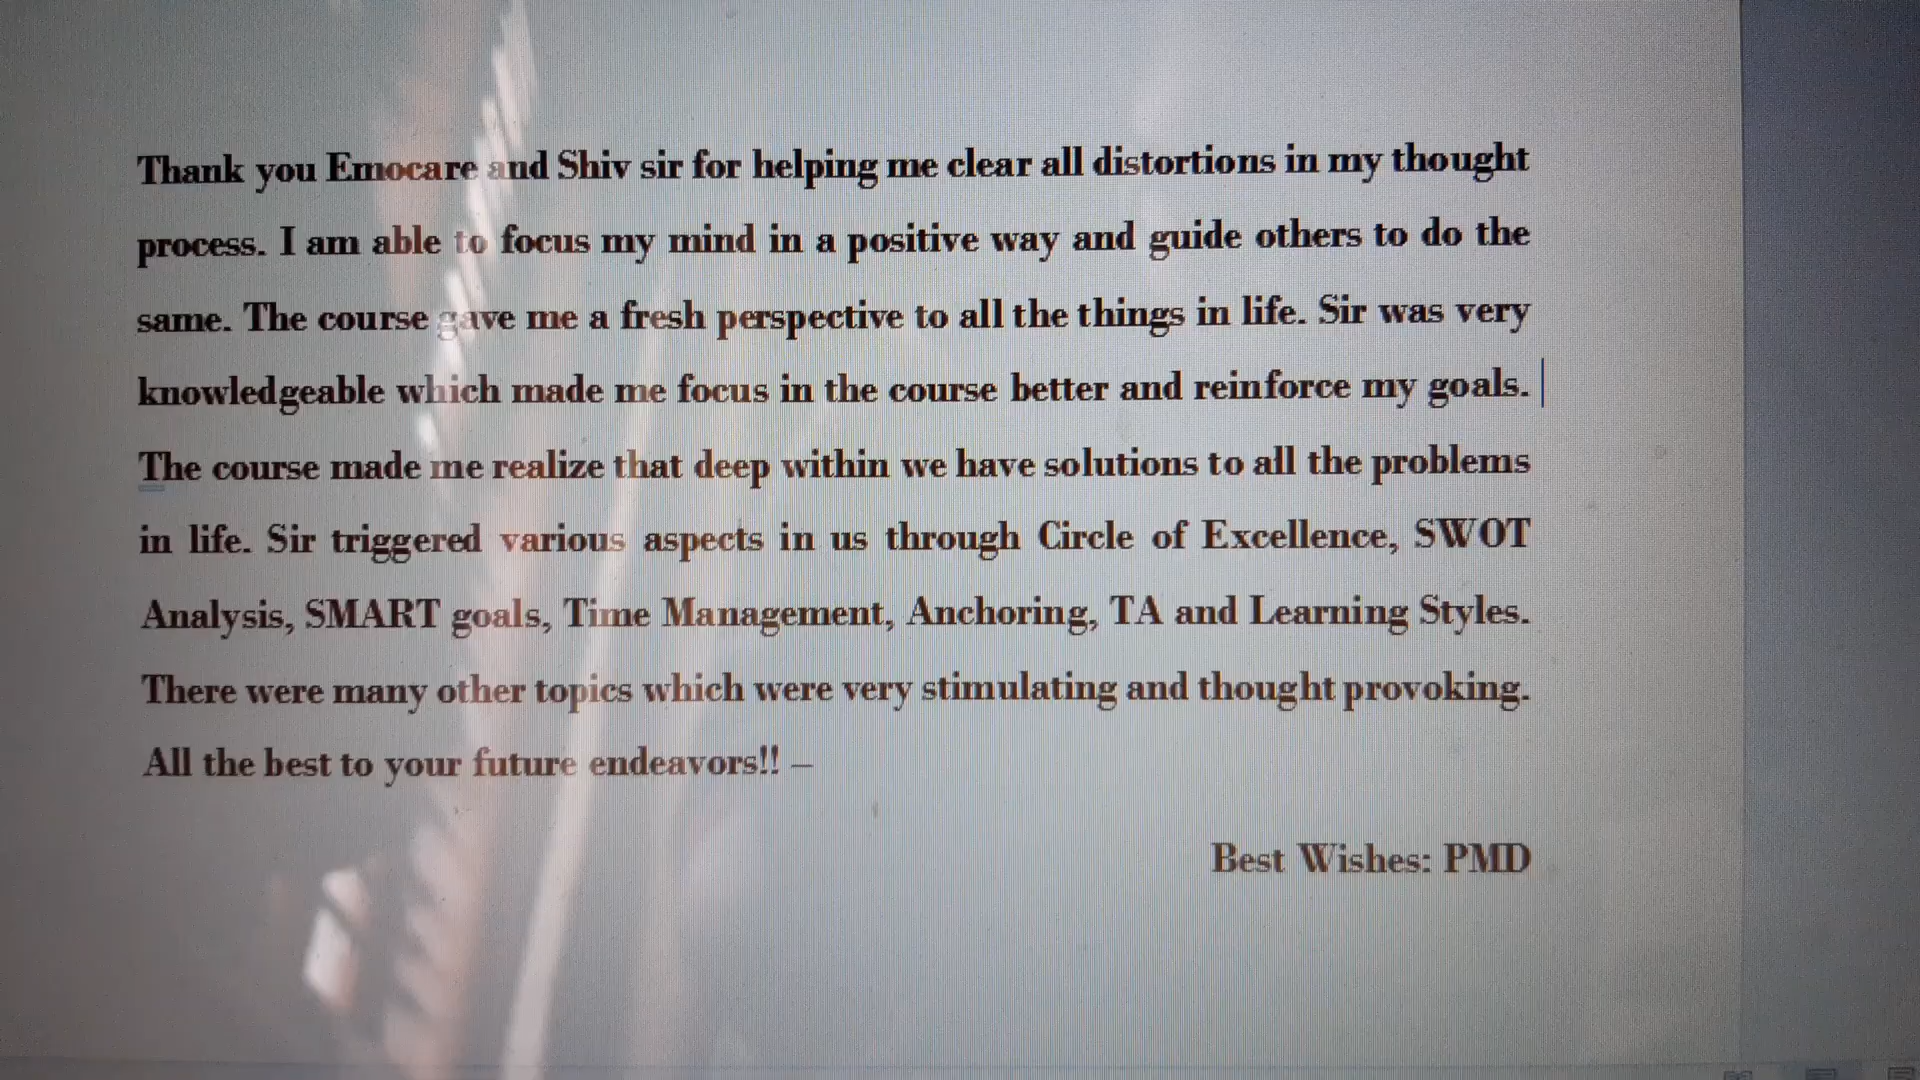 Thank you Emocare and Shiv sir for helping me clear all distortions in my thought
process. I am able to focus my mind in a positive way and guide others to do the
same. The course gave me a fresh perspective to all the things in life. Sir was very
knowledgeable which made me focus in the course better and reinforce my goals.
The course made me realize that deep within we have solutions to all the problems
in life. Sir triggered various aspects in us through Circle of Excellence, SWOT
Analysis, SMART goals, Time Management, Anchoring, TA and Learning Styles.
There were many other topics which were very stimulating and thought provoking.
All the best to your future endeavors!! –
Best Wishes: PMD